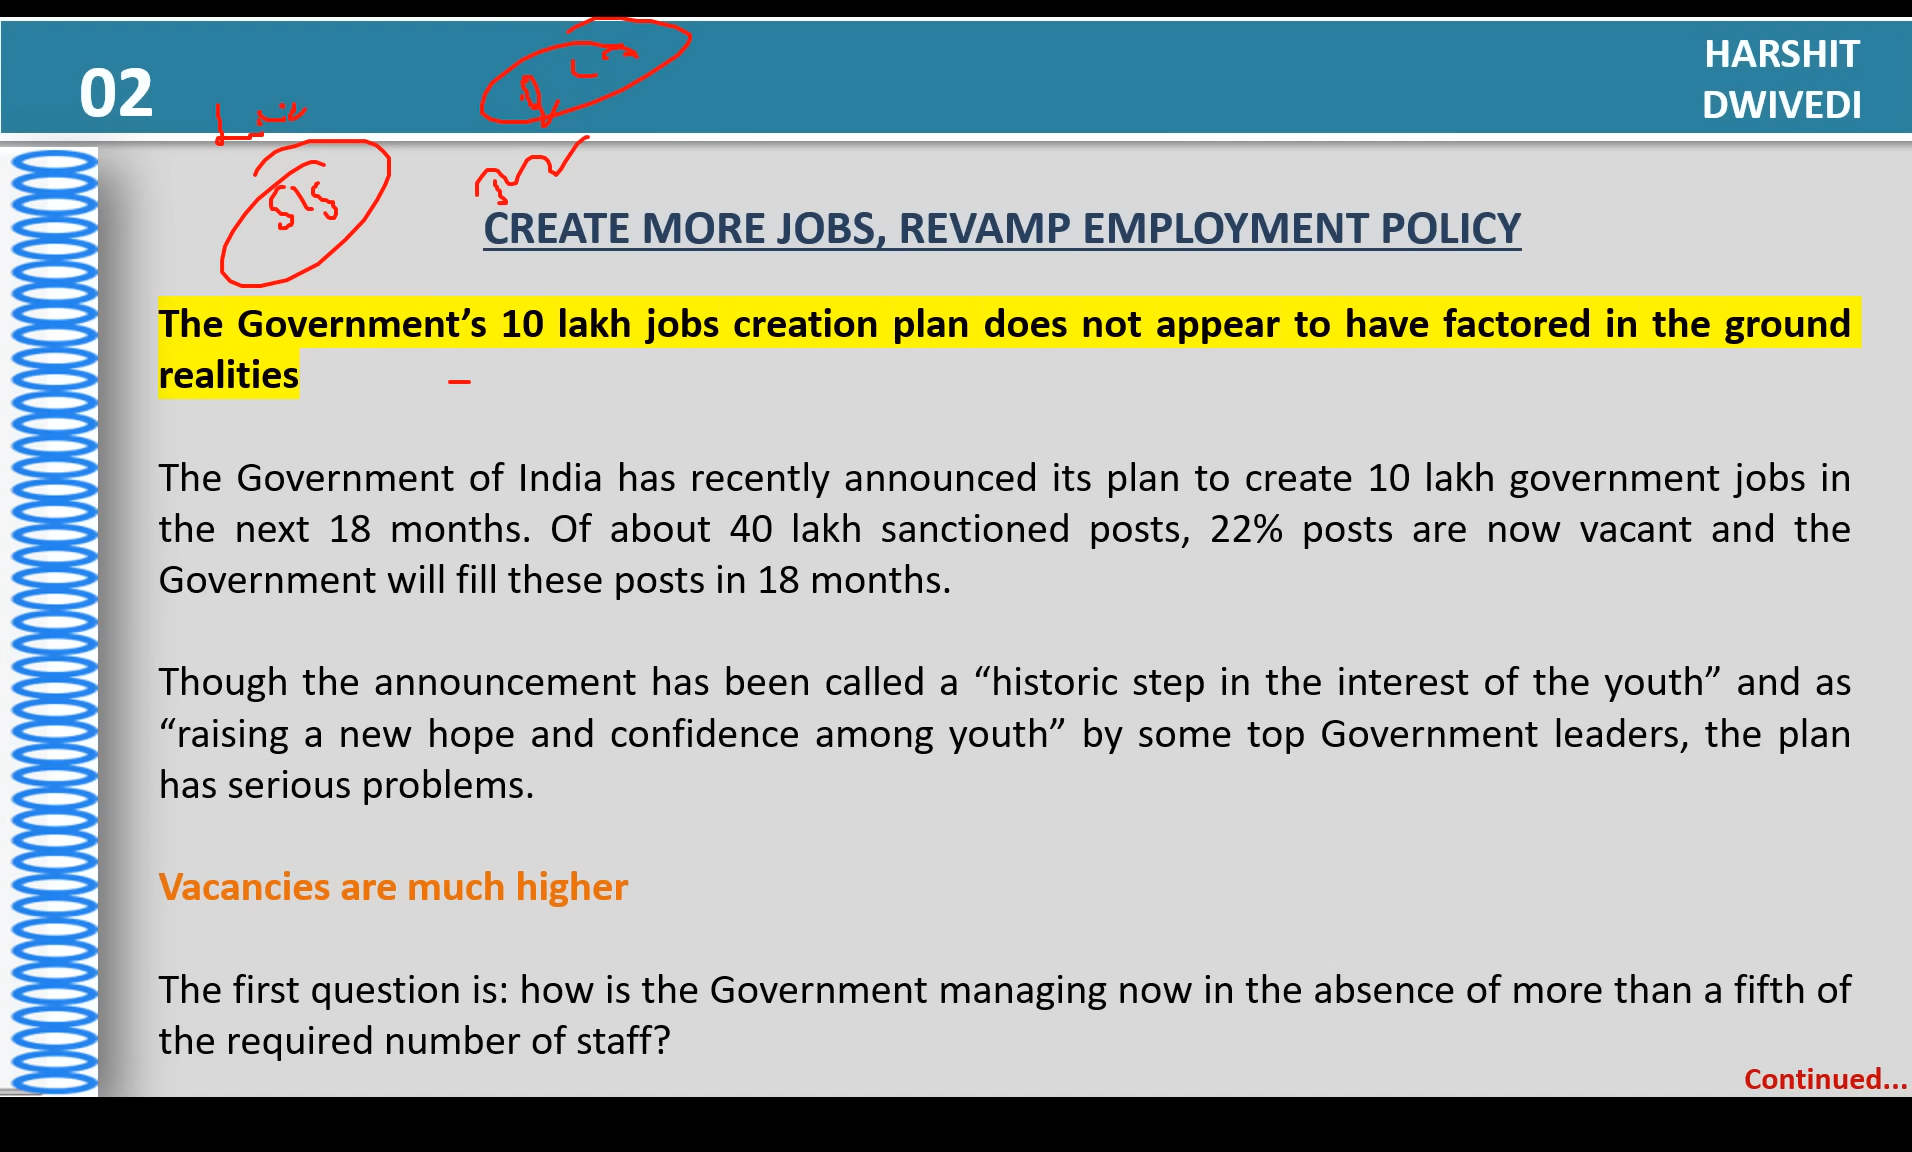 02
HARSHIT
DWIVEDI
CREATE MORE JOBS, REVAMP EMPLOYMENT POLICY
The Government’s 10 lakh jobs creation plan does not appear to have factored in the ground
realities
The Government of India has recently announced its plan to create 10 lakh government jobs in
the next 18 months. Of about 40 lakh sanctioned posts, 22% posts are now vacant and the
Government will fill these posts in 18 months.
Though the announcement has been called a “historic step in the interest of the youth” and as
“raising a new hope and confidence among youth” by some top Government leaders, the plan
has serious problems.
Vacancies are much higher
The first question is: how is the Government managing now in the absence of more than a fifth of
the required number of staff?
Continued...